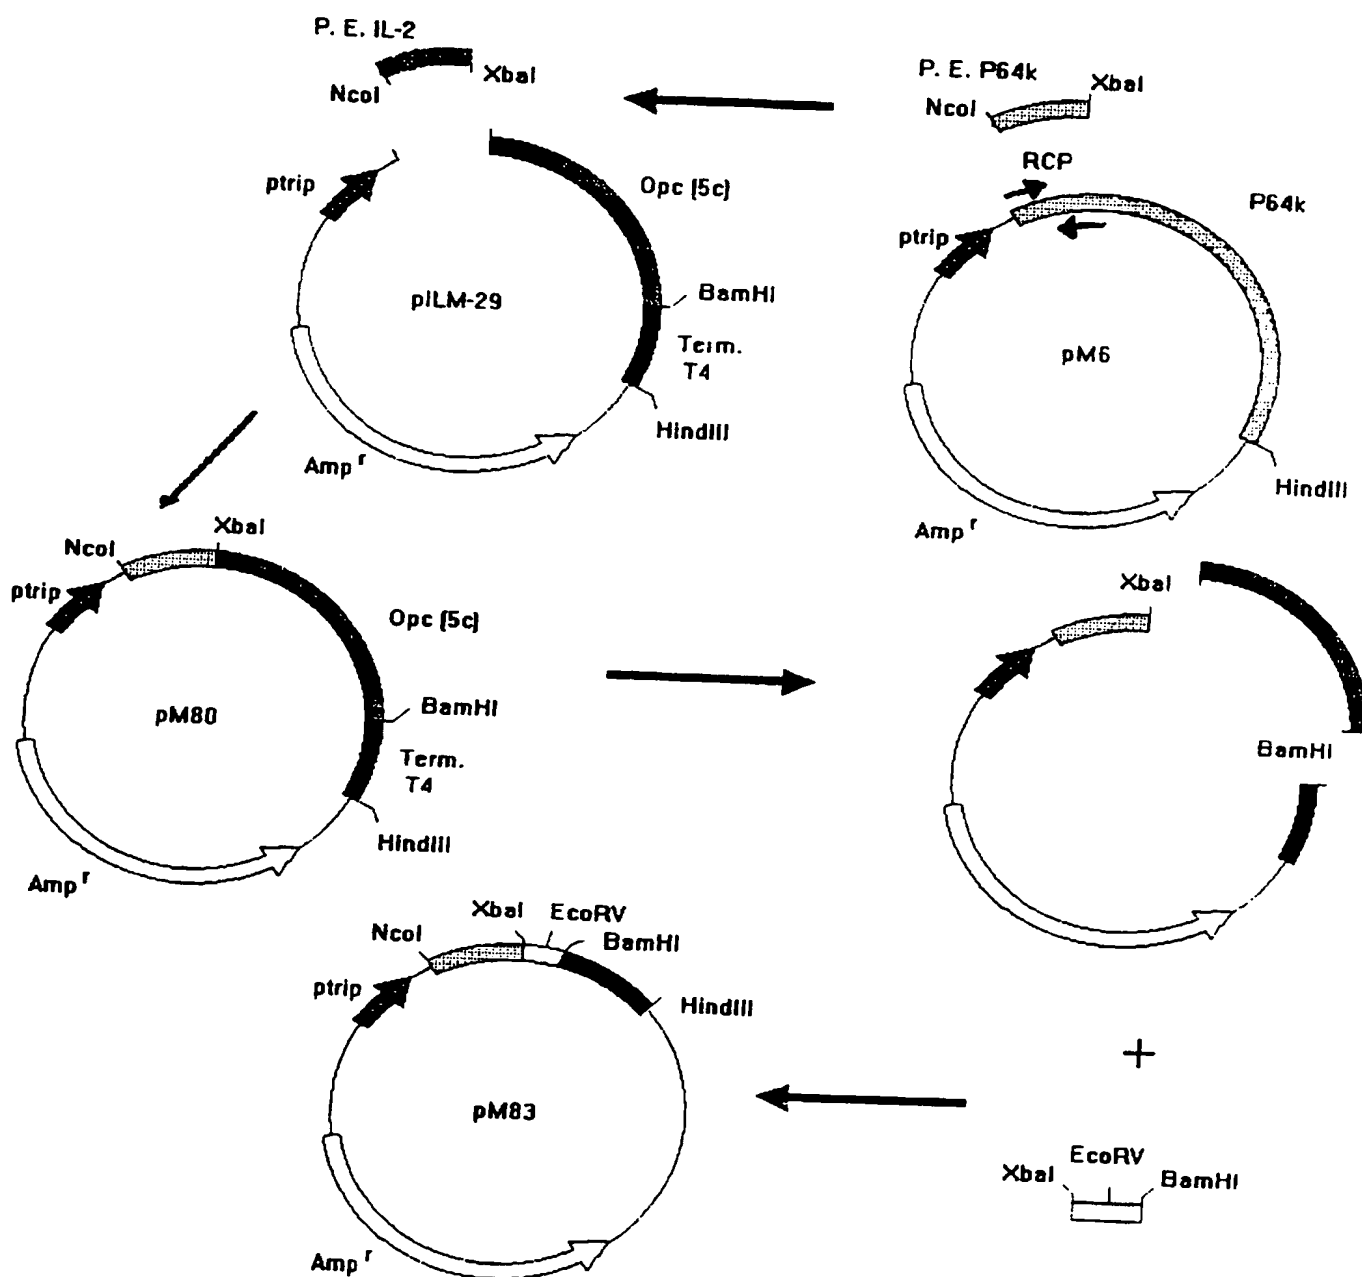 P. E. IL-2
NcoI
XbaI
ptrip
Opc (5c)
pILM-29
BamHI
Term.
T4
HindIII
Amp r
P. E. P64k
NcoI
XbaI
RCP
P64k
ptrip
pM6
HindIII
Amp r
NcoI
XbaI
ptrip
Opc (5c)
pM80
BamHI
Term.
T4
HindIII
Amp r
XbaI
BamHI
+
XbaI
EcoRV
BamHI
NcoI
XbaI
EcoRV
BamHI
ptrip
HindIII
pM83
Amp r